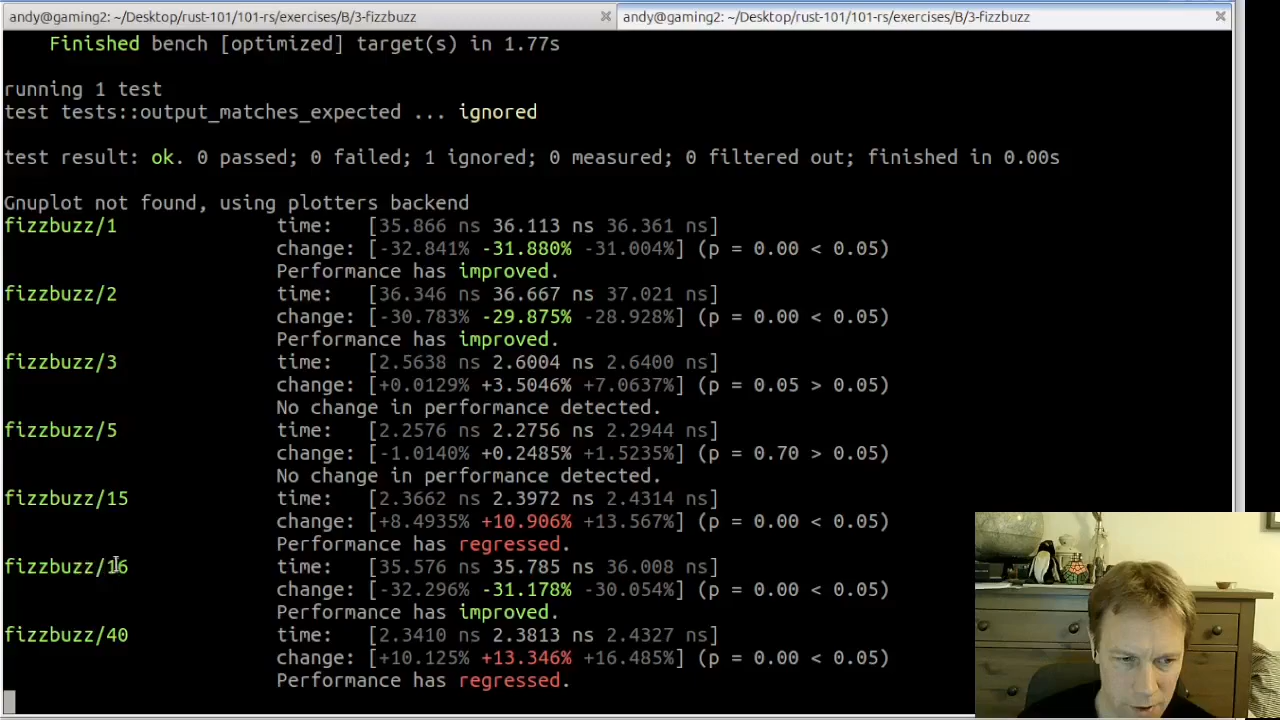 andy@gaming2: ~/Desktop/rust-101/101-rs/exercises/B/3-fizzbuzz
andy@gaming2: ~/Desktop/rust-101/101-rs/exercises/B/3-fizzbuzz
Finished bench [optimized] target(s) in 1.77s
running 1 test
test tests::output_matches_expected ... ignored
test result: ok. 0 passed; 0 failed; 1 ignored; 0 measured; 0 filtered out; finished in 0.00s
Gnuplot not found, using plotters backend
fizzbuzz/1 time: [35.866 ns 36.113 ns 36.361 ns]
change: [-32.841% -31.880% -31.004%] (p = 0.00 < 0.05)
Performance has improved.
fizzbuzz/2 time: [36.346 ns 36.667 ns 37.021 ns]
change: [-30.783% -29.875% -28.928%] (p = 0.00 < 0.05)
Performance has improved.
fizzbuzz/3 time: [2.5638 ns 2.6004 ns 2.6400 ns]
change: [+0.0129% +3.5046% +7.0637%] (p = 0.05 > 0.05)
No change in performance detected.
fizzbuzz/5 time: [2.2576 ns 2.2756 ns 2.2944 ns]
change: [-1.0140% +0.2485% +1.5235%] (p = 0.70 > 0.05)
No change in performance detected.
fizzbuzz/15 time: [2.3662 ns 2.3972 ns 2.4314 ns]
change: [+8.4935% +10.906% +13.567%] (p = 0.00 < 0.05)
Performance has regressed.
fizzbuzz/16 time: [35.576 ns 35.785 ns 36.008 ns]
change: [-32.296% -31.178% -30.054%] (p = 0.00 < 0.05)
Performance has improved.
fizzbuzz/40 time: [2.3410 ns 2.3813 ns 2.4327 ns]
change: [+10.125% +13.346% +16.485%] (p = 0.00 < 0.05)
Performance has regressed.